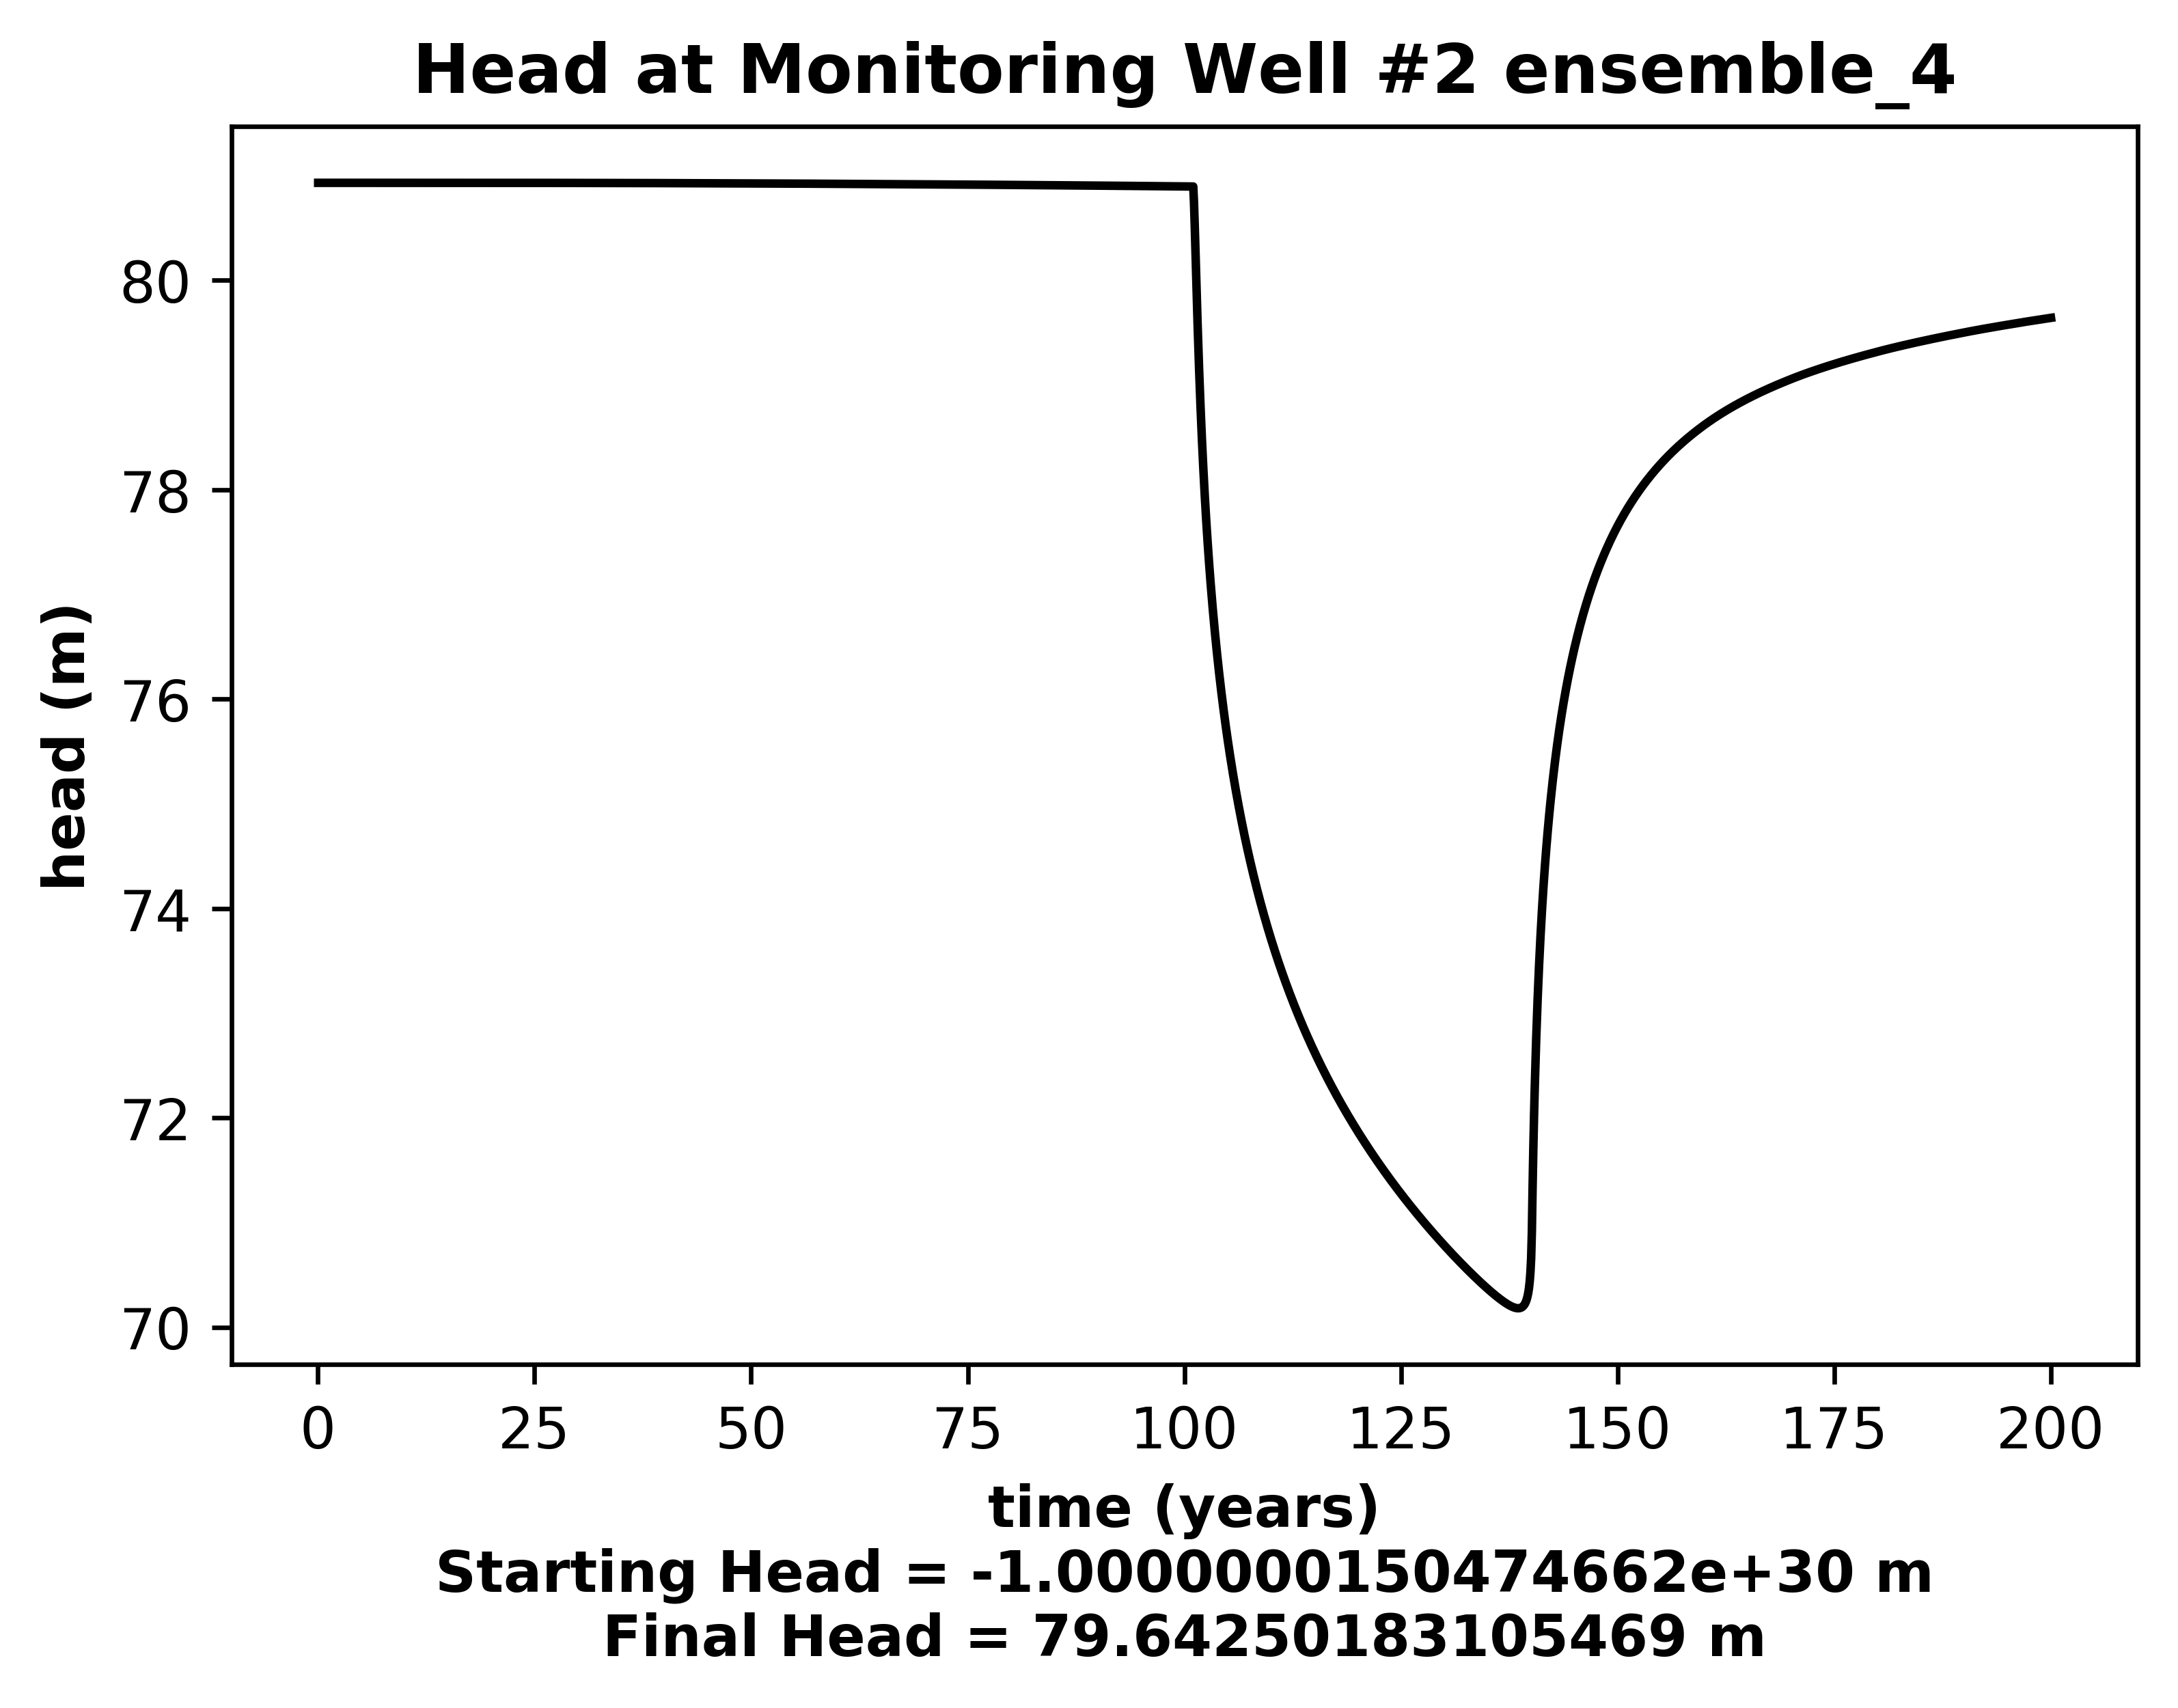 Head at Monitoring Well #2 ensemble_4
80
78
76
74
72
70
head (m)
0 25 50 75 100 125 150 175 200
time (years)
Starting Head = -1.0000000150474662e+30 m
Final Head = 79.64250183105469 m